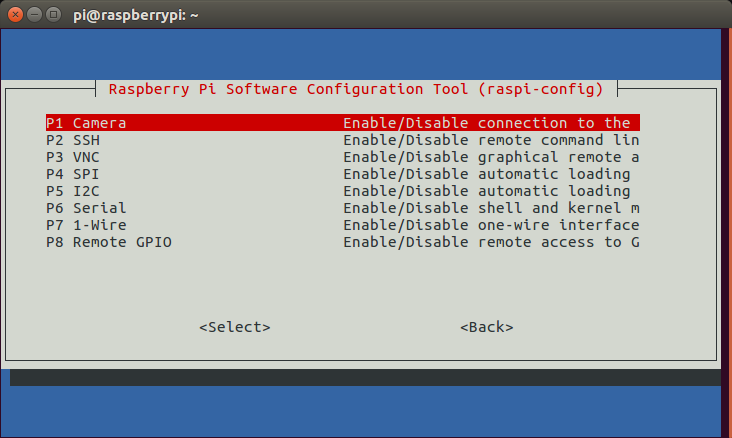 pi@raspberrypi: ~
Raspberry Pi Software Configuration Tool (raspi-config)
P1 Camera Enable/Disable connection to the
P2 SSH Enable/Disable remote command lin
P3 VNC Enable/Disable graphical remote a
P4 SPI Enable/Disable automatic loading
P5 I2C Enable/Disable automatic loading
P6 Serial Enable/Disable shell and kernel m
P7 1-Wire Enable/Disable one-wire interface
P8 Remote GPIO Enable/Disable remote access to G
<Select> <Back>